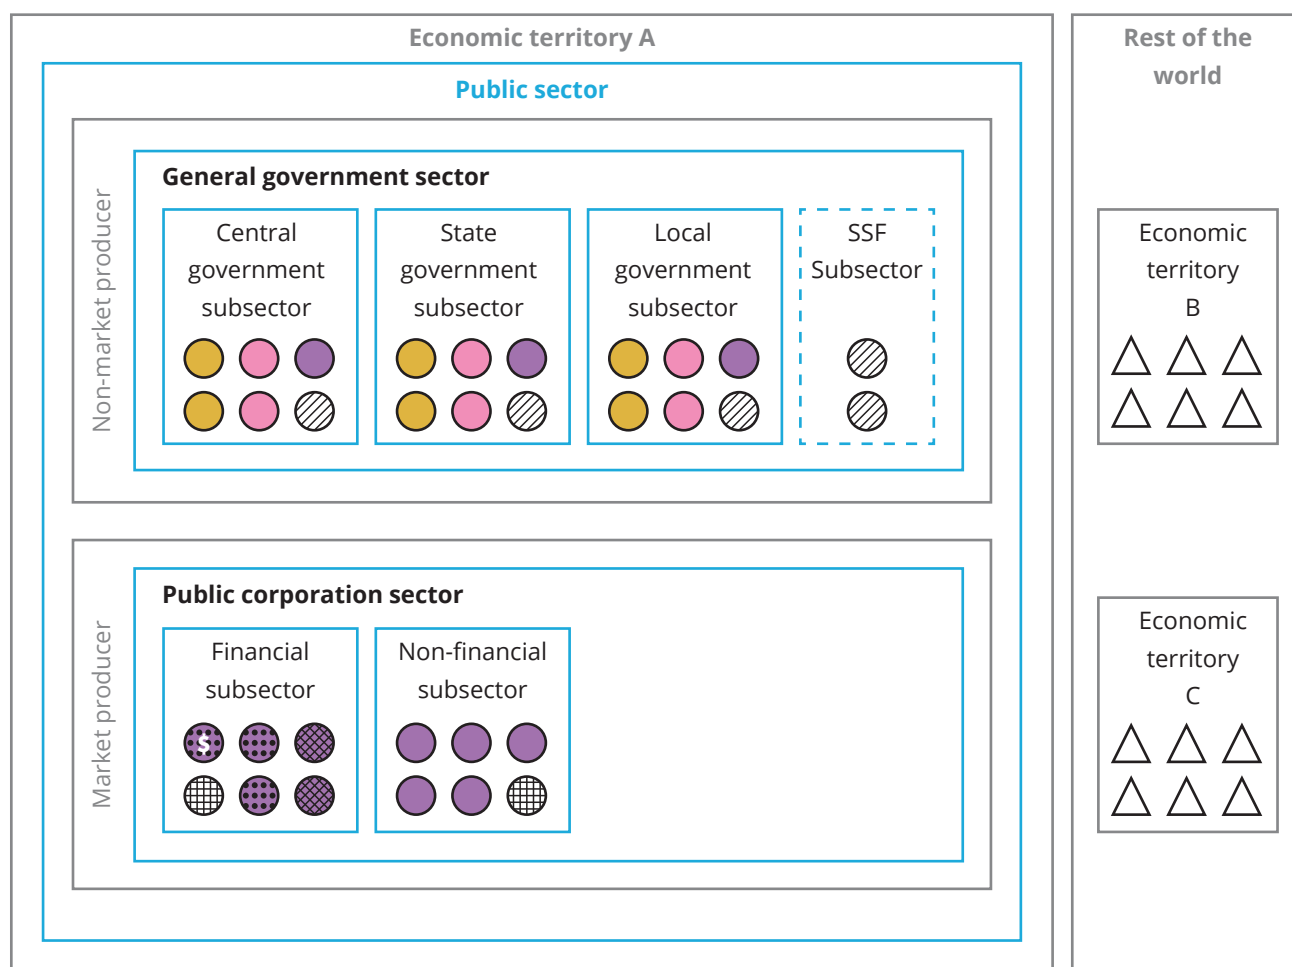 Economic territory A
Public sector
Non-market producer
General government sector
Central
government
subsector
State
government
subsector
Local
government
subsector
SSF
Subsector
Market producer
Public corporation sector
Financial
subsector
$
Non-financial
subsector
Rest of the
world
Economic
territory
B
Economic
territory
C